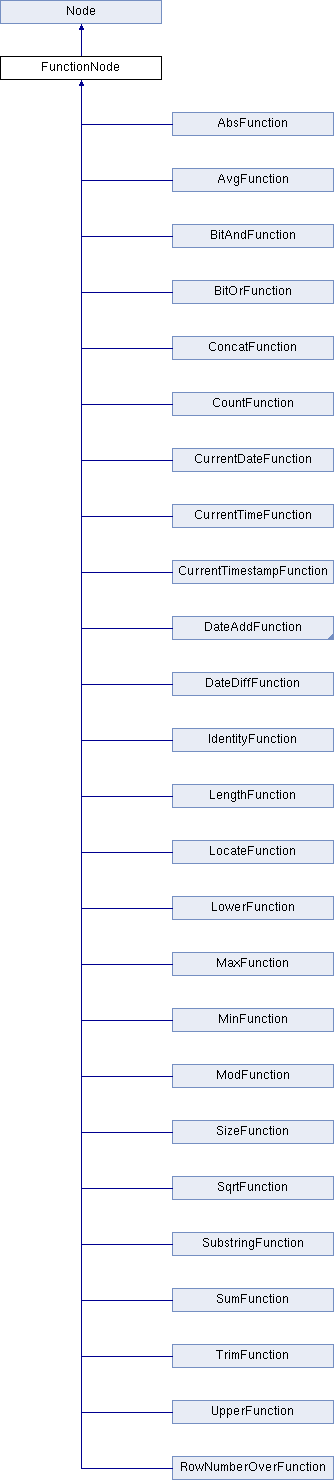 Node
FunctionNode
AbsFunction
AvgFunction
BitAndFunction
BitOrFunction
ConcatFunction
CountFunction
CurrentDateFunction
CurrentTimeFunction
CurrentTimestampFunction
DateAddFunction
DateDiffFunction
IdentityFunction
LengthFunction
LocateFunction
LowerFunction
MaxFunction
MinFunction
ModFunction
SizeFunction
SqrtFunction
SubstringFunction
SumFunction
TrimFunction
UpperFunction
RowNumberOverFunction